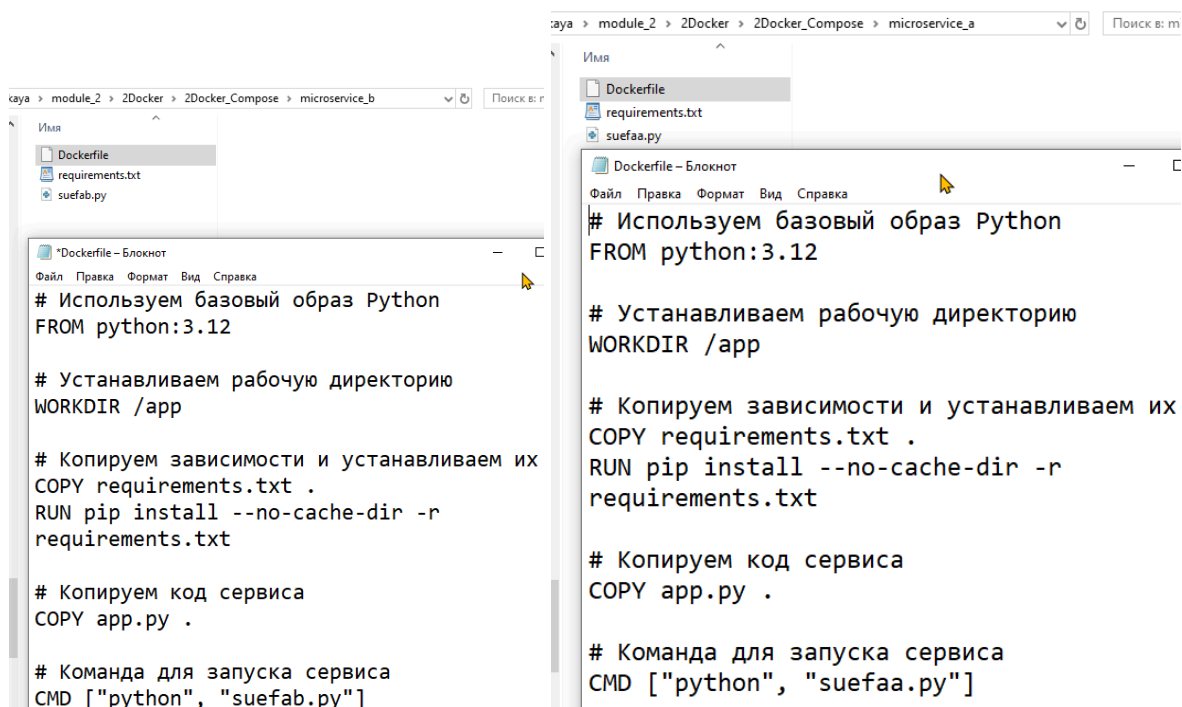 kaya › module_2 › 2Docker › 2Docker_Compose › microservice_b
Поиск в:
Имя
Dockerfile
requirements.txt
suefab.py
*Dockerfile – Блокнот
Файл Правка Формат Вид Справка
# Используем базовый образ Python
FROM python:3.12
# Устанавливаем рабочую директорию
WORKDIR /app
# Копируем зависимости и устанавливаем их
COPY requirements.txt .
RUN pip install --no-cache-dir -r
requirements.txt
# Копируем код сервиса
COPY app.py .
# Команда для запуска сервиса
CMD ["python", "suefab.py"]
kaya › module_2 › 2Docker › 2Docker_Compose › microservice_a
Поиск в: mi
Имя
Dockerfile
requirements.txt
suefaa.py
Dockerfile – Блокнот
Файл Правка Формат Вид Справка
# Используем базовый образ Python
FROM python:3.12
# Устанавливаем рабочую директорию
WORKDIR /app
# Копируем зависимости и устанавливаем их
COPY requirements.txt .
RUN pip install --no-cache-dir -r
requirements.txt
# Копируем код сервиса
COPY app.py .
# Команда для запуска сервиса
CMD ["python", "suefaa.py"]